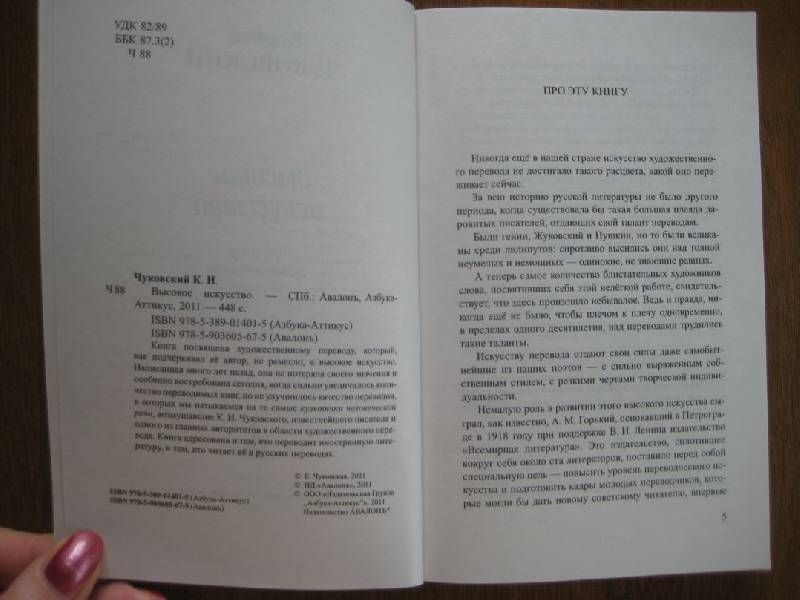 УДК 82/89
ББК 87.3(2)
Ч 88
Чуковский К. И.
Ч 88
Высокое искусство. — СПб.: Авалонъ, Азбука-
Аттикус, 2011. — 448 с.
ISBN 978-5-389-01401-5 (Азбука-Аттикус)
ISBN 978-5-903605-67-5 (Авалонъ)
Книга посвящена художественному переводу, который,
как подчёркивал её автор, не ремесло, а высокое искусство.
Написанная много лет назад, она не потеряла своего значения и
особенно востребована сегодня, когда сильно увеличилось коли-
чество переводимых книг, но не улучшилось качество переводов,
в которых мы натыкаемся на те самые человеческой
речи, возмущавшие К. И. Чуковского, известнейшего писателя и
одного из главных авторитетов в области художественного пере-
вода. Книга адресована и тем, кто переводит иностранную лите-
ратуру, и тем, кто читает её в русских переводах.
© Е. Чуковская, 2011
© ИД «Авалонъ», 2011
© ООО «Издательская Группа
„Азбука-Аттикус“», 2011
Издательство АВАЛОНЪ®
ISBN 978-5-389-01401-5 (Азбука-Аттикус)
ISBN 978-5-903605-67-5 (Авалонъ)
ПРО ЭТУ КНИГУ
Никогда ещё в нашей стране искусство художественно-
го перевода не достигало такого расцвета, какой оно пере-
живает сейчас.
За всю историю русской литературы не было другого
периода, когда существовала бы такая большая плеяда да-
ровитых писателей, отдающих свой талант переводам.
Были гении, Жуковский и Пушкин, но то были велика-
ны среди лилипутов: сиротливо высились они над толпой
неумелых и немощных — одинокие, не знающие равных.
А теперь самое количество блистательных художников
слова, посвятивших себя этой нелёгкой работе, свидетель-
ствует, что здесь произошло небывалое. Ведь и правда, ни-
когда ещё не было, чтобы плечом к плечу одновременно,
в пределах одного десятилетия, над переводами трудились
такие таланты.
Искусству перевода отдают свои силы даже самобыт-
нейшие из наших поэтов — с сильно выраженным соб-
ственным стилем, с резкими чертами творческой индиви-
дуальности.
Немалую роль в развитии этого высокого искусства сы-
грал, как известно, А. М. Горький, основавший в Петрогра-
де в 1918 году при поддержке В. И. Ленина издательство
«Всемирная литература». Это издательство, сплотившее
вокруг себя около ста литераторов, поставило перед собой
специальную цель — повысить уровень переводческого ис-
кусства и подготовить кадры молодых переводчиков, кото-
рые могли бы дать новому советскому читателю, впервые
5